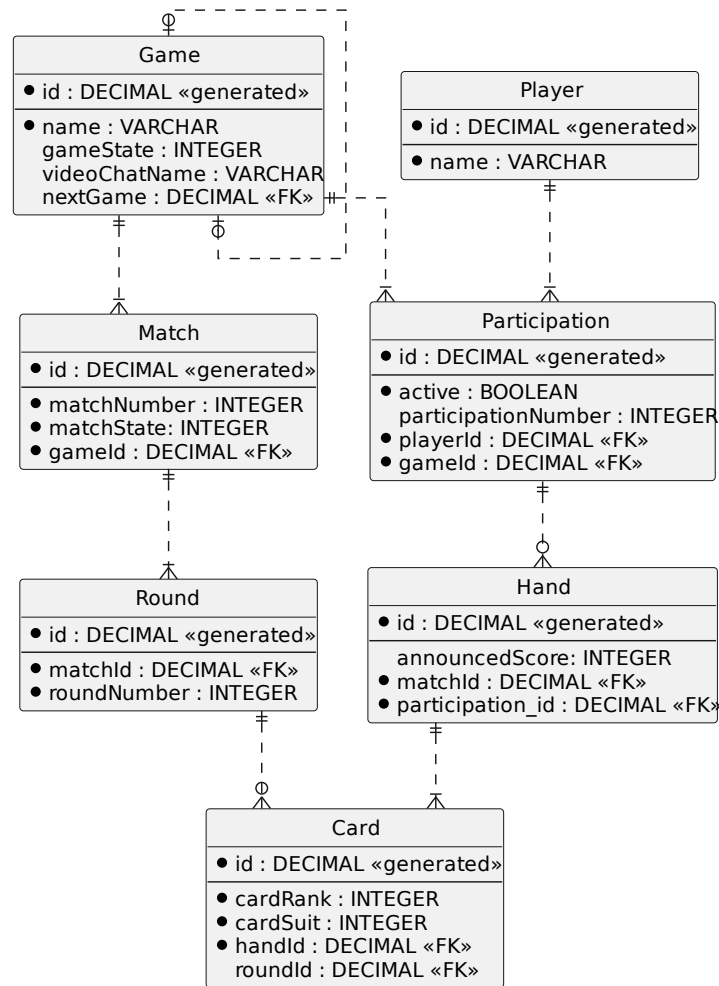 Game
● id : DECIMAL «generated»
● name : VARCHAR
gameState : INTEGER
videoChatName : VARCHAR
nextGame : DECIMAL «FK»
Player
● id : DECIMAL «generated»
● name : VARCHAR
Match
● id : DECIMAL «generated»
● matchNumber : INTEGER
● matchState: INTEGER
● gameId : DECIMAL «FK»
Participation
● id : DECIMAL «generated»
● active : BOOLEAN
participationNumber : INTEGER
● playerId : DECIMAL «FK»
● gameId : DECIMAL «FK»
Round
● id : DECIMAL «generated»
● matchId : DECIMAL «FK»
● roundNumber : INTEGER
Hand
● id : DECIMAL «generated»
announcedScore: INTEGER
● matchId : DECIMAL «FK»
● participation_id : DECIMAL «FK»
Card
● id : DECIMAL «generated»
● cardRank : INTEGER
● cardSuit : INTEGER
● handId : DECIMAL «FK»
roundId : DECIMAL «FK»